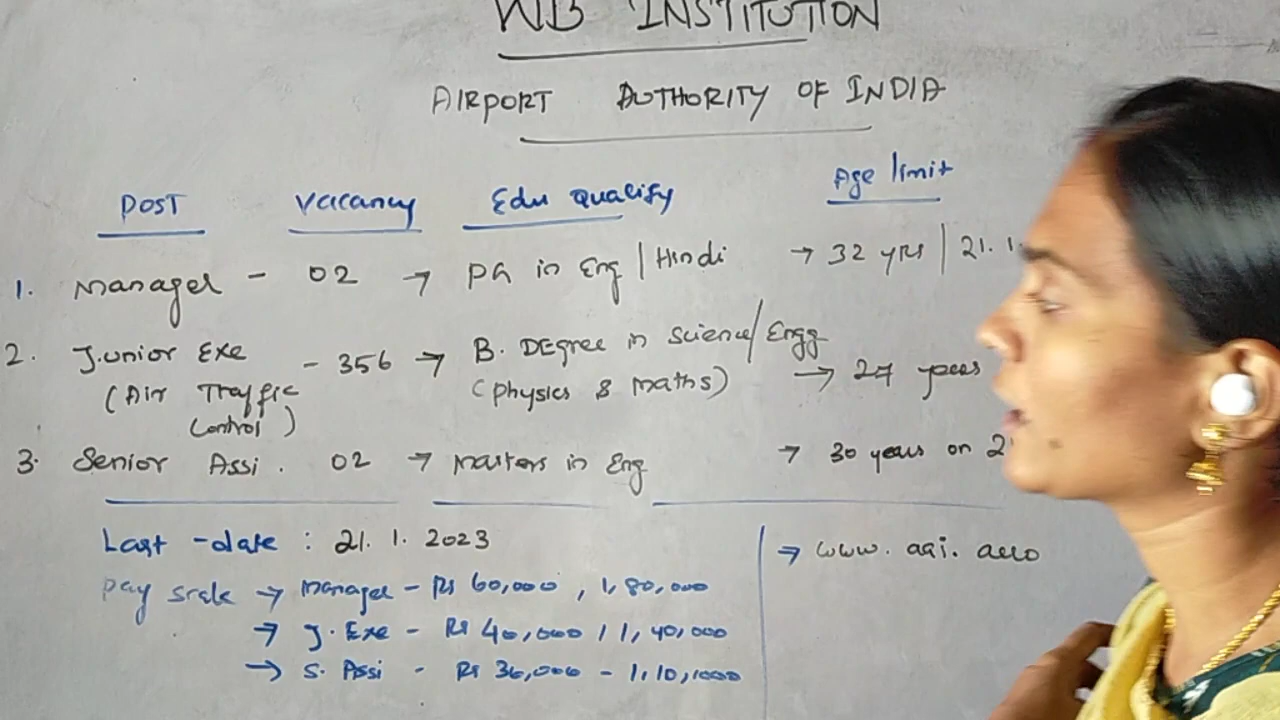 WB INSTITUTION
AIRPORT AUTHORITY OF INDIA
POST Vacancy Edu Qualify Age limit
1. Manager - 02 → PG in Eng | Hindi → 32 yrs | 21. 1.
2. Junior Exe - 356 → B. DEgree in Science/Engg
(Air Traffic (Physics & Maths) → 27 years
Control)
3. Senior Assi. 02 → Masters in Eng → 30 years on 21
Last -date : 21. 1. 2023 → www. aai. aero
Pay Scale → Manager - Rs 60,000, 1,80,000
→ J. Exe - Rs 40,000 / 1,40,000
→ S. Assi - Rs 36,000 - 1,10,1000